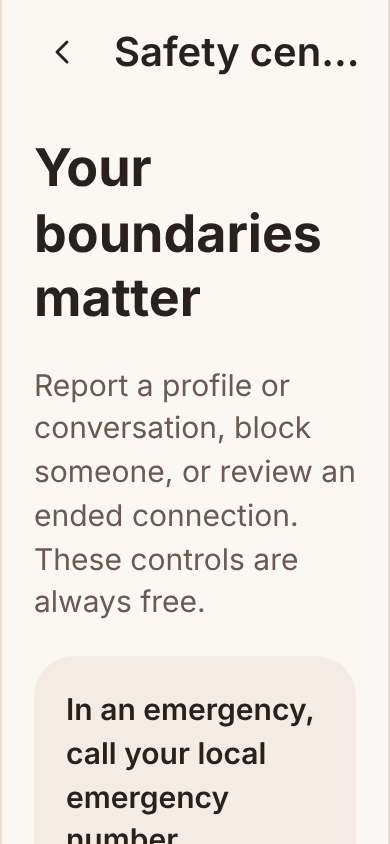 Safety cen...
Your
boundaries
matter
Report a profile or
conversation, block
someone, or review an
ended connection.
These controls are
always free.
In an emergency,
call your local
emergency
number